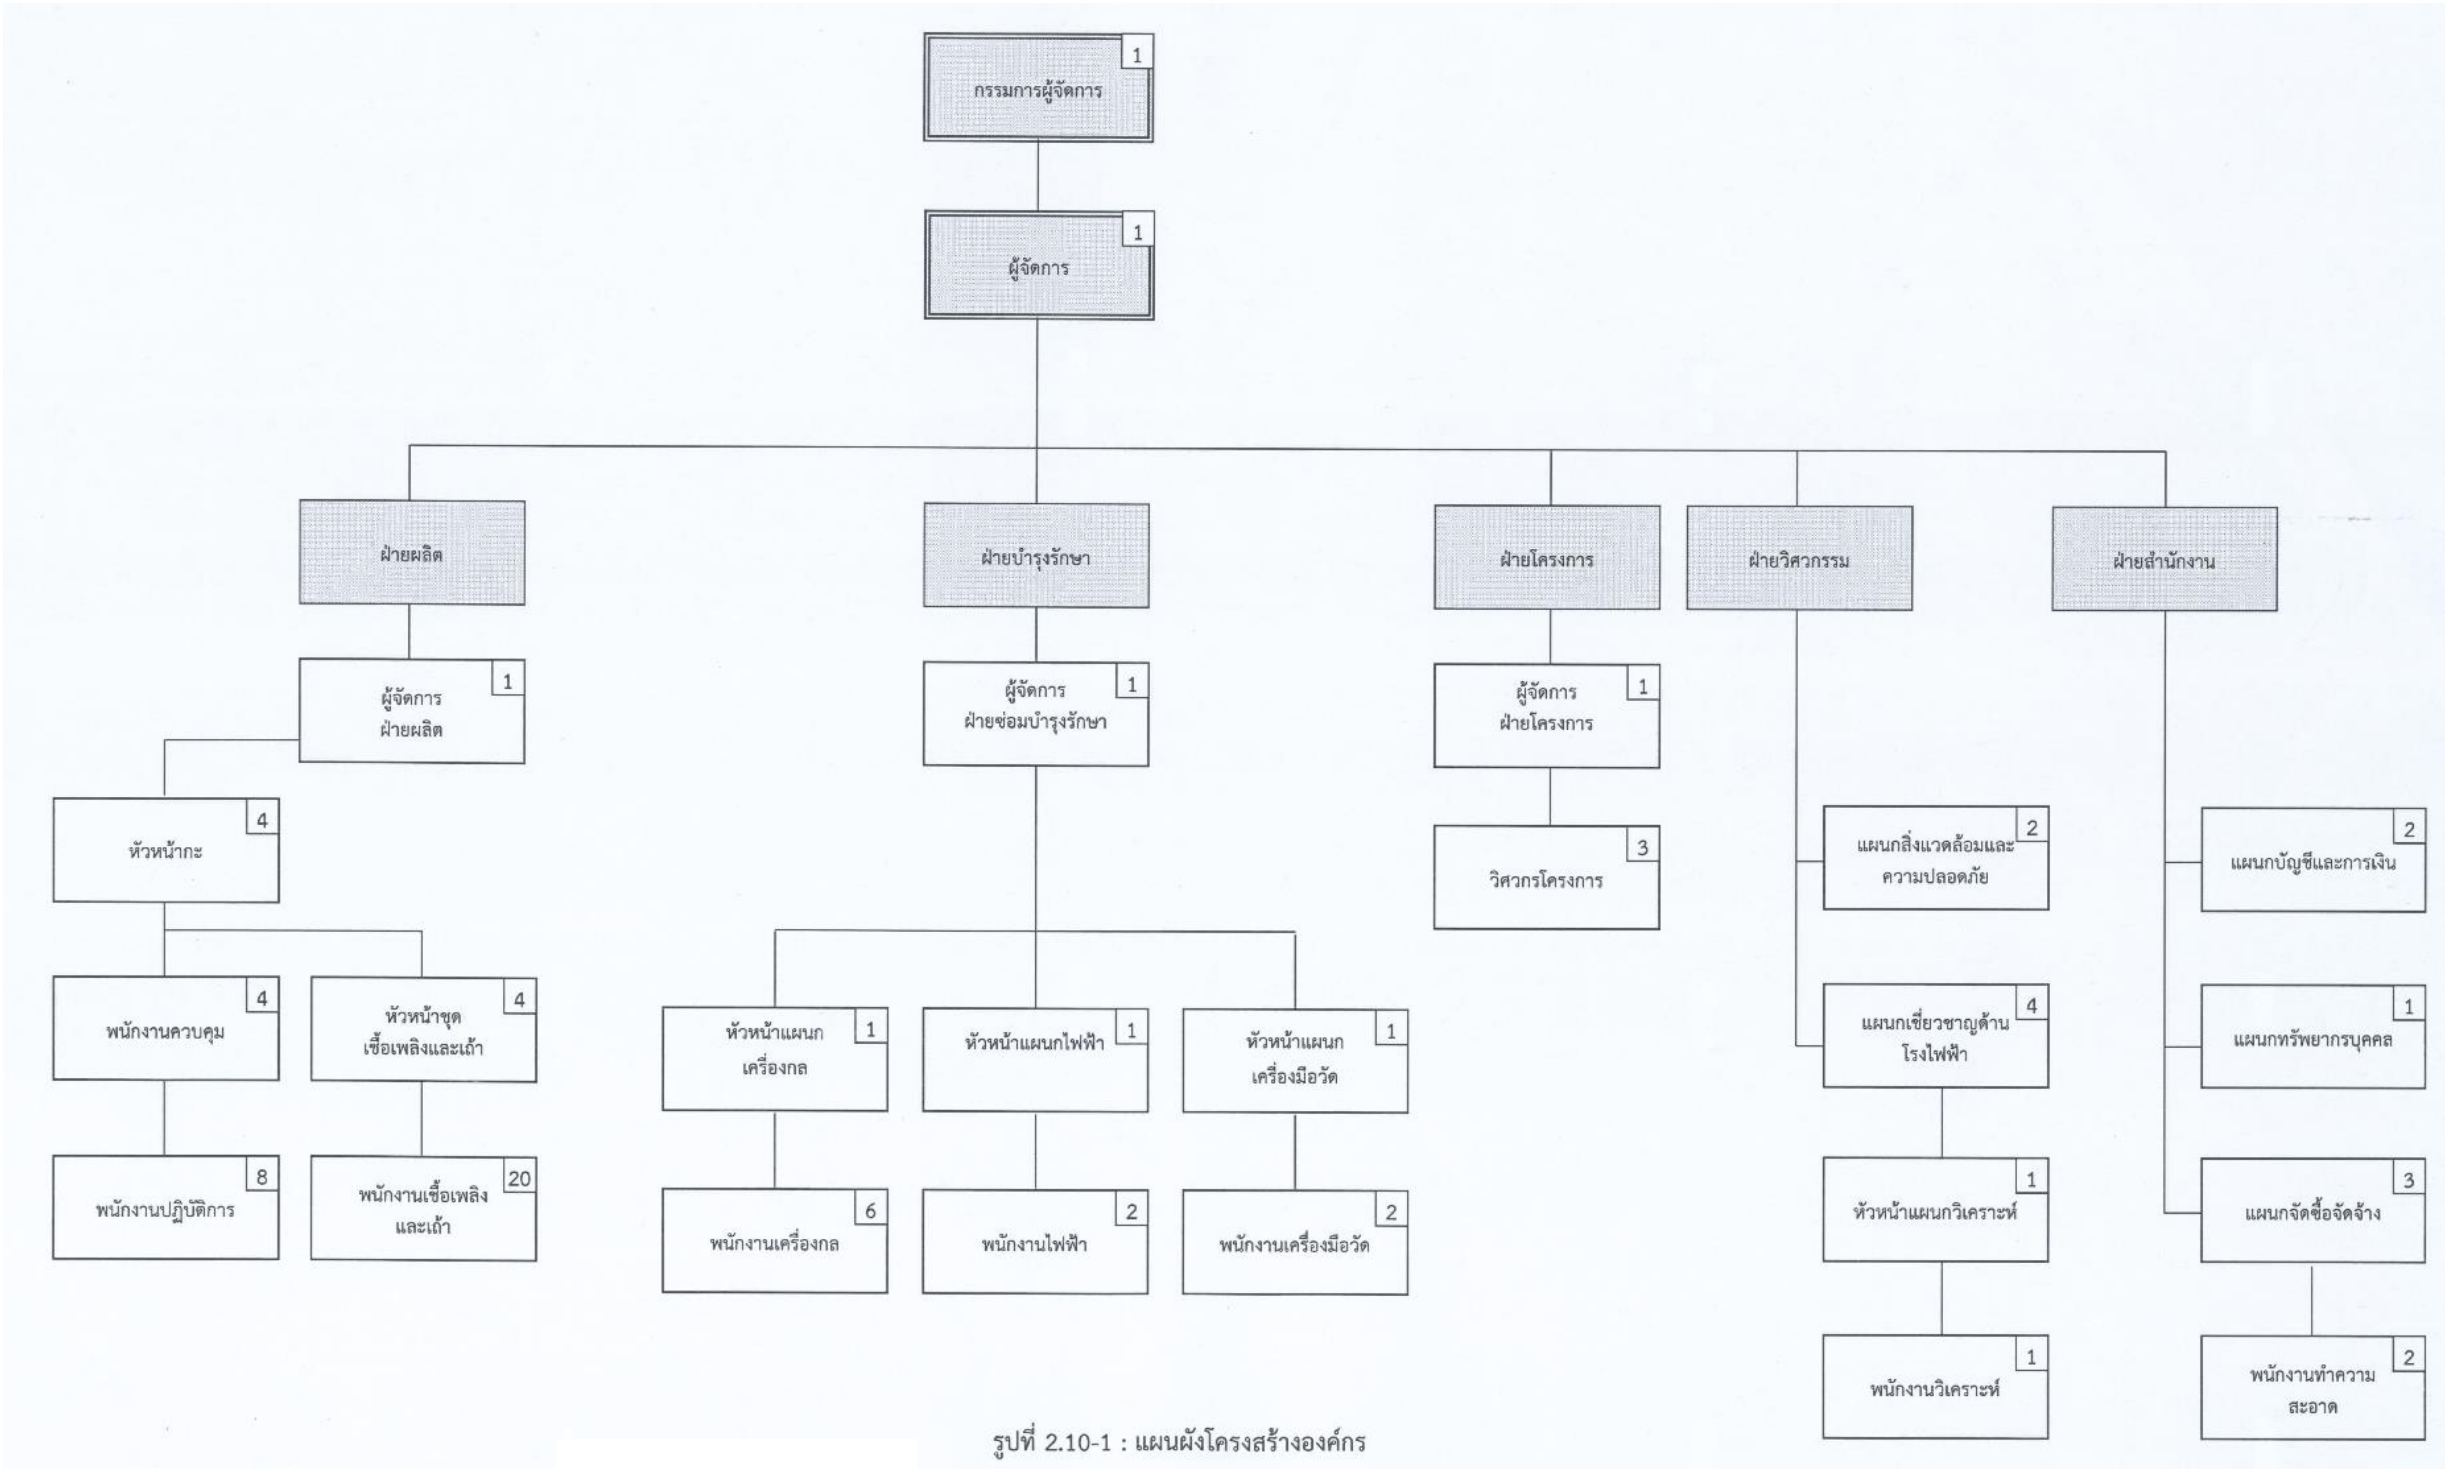 1
กรรมการผู้จัดการ
1
ผู้จัดการ
ฝ่ายผลิต
ฝ่ายบำรุงรักษา
ฝ่ายโครงการ
ฝ่ายวิศวกรรม
ฝ่ายสำนักงาน
1
ผู้จัดการ
ฝ่ายผลิต
1
ผู้จัดการ
ฝ่ายซ่อมบำรุงรักษา
1
ผู้จัดการ
ฝ่ายโครงการ
4
หัวหน้ากะ
3
วิศวกรโครงการ
2
แผนกสิ่งแวดล้อมและ
ความปลอดภัย
2
แผนกบัญชีและการเงิน
4
พนักงานควบคุม
4
หัวหน้าชุด
เชื้อเพลิงและเถ้า
1
หัวหน้าแผนก
เครื่องกล
1
หัวหน้าแผนกไฟฟ้า
1
หัวหน้าแผนก
เครื่องมือวัด
4
แผนกเชี่ยวชาญด้าน
โรงไฟฟ้า
1
แผนกทรัพยากรบุคคล
8
พนักงานปฏิบัติการ
20
พนักงานเชื้อเพลิง
และเถ้า
6
พนักงานเครื่องกล
2
พนักงานไฟฟ้า
2
พนักงานเครื่องมือวัด
1
หัวหน้าแผนกวิเคราะห์
3
แผนกจัดซื้อจัดจ้าง
1
พนักงานวิเคราะห์
2
พนักงานทำความ
สะอาด
รูปที่ 2.10-1 : แผนผังโครงสร้างองค์กร